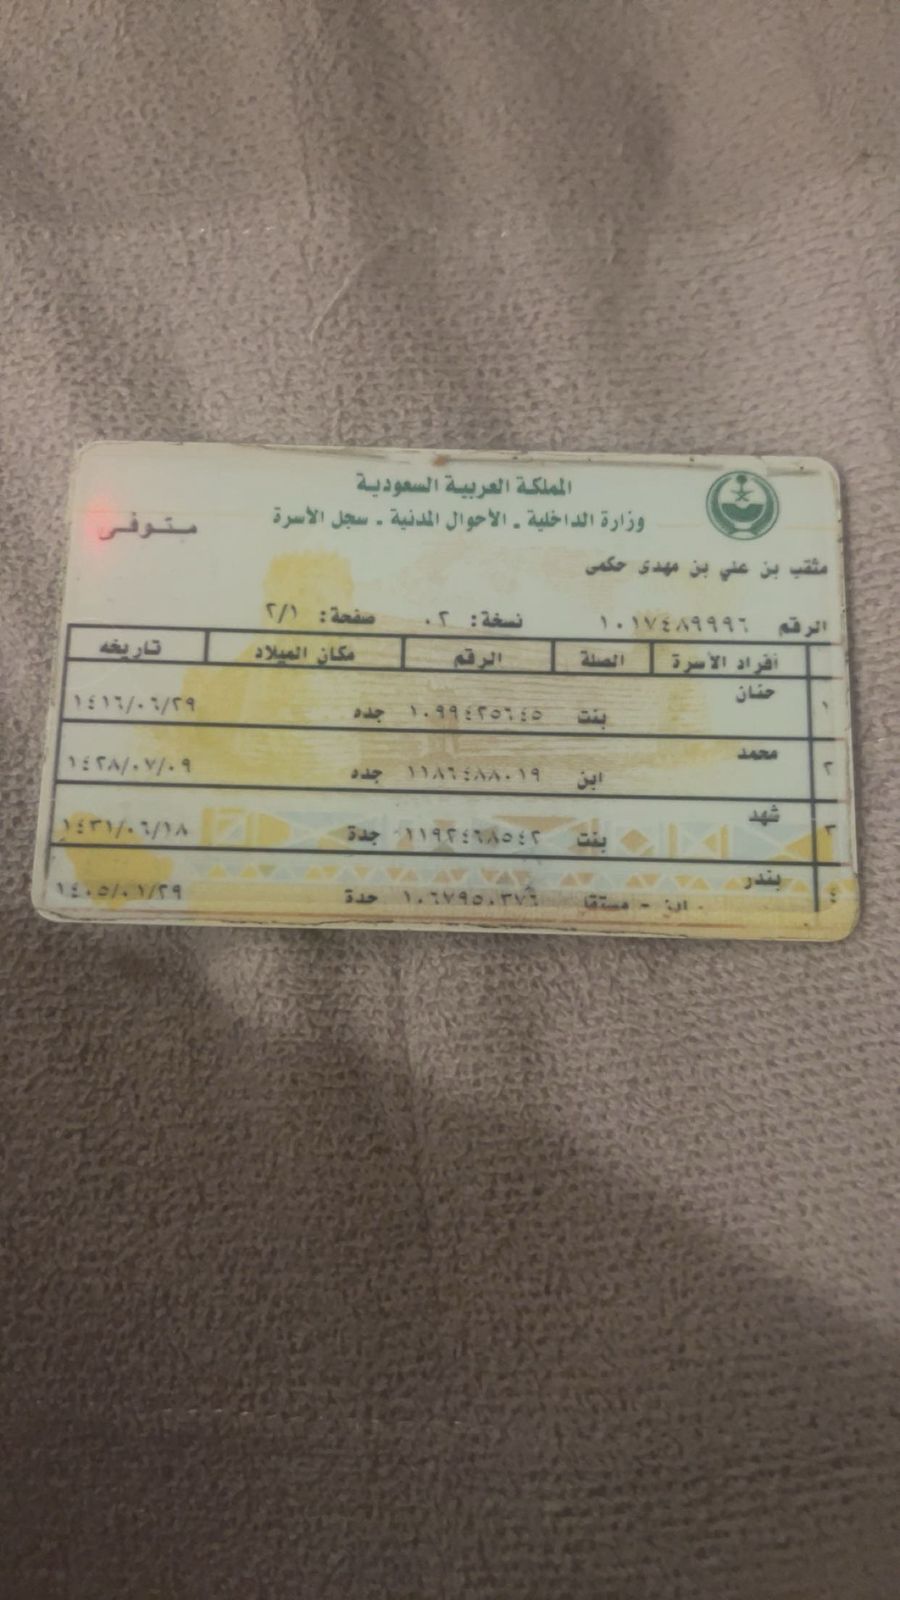 المملكة العربية السعودية
وزارة الداخلية - الأحوال المدنية - سجل الأسرة
متوفى
مثقب بن علي بن مهدى حكمى
الرقم ١٠١٧٤٨٩٩٩٦ نسخة: ٠٢ صفحة: ٢/١
أفراد الأسرة الصلة الرقم مكان الميلاد تاريخه
١ حنان بنت ١٠٩٩٤٢٥٦٤٥ جده ١٤١٦/٠٦/٢٩
٢ محمد ابن ١١٨٦٤٨٨٠١٩ جده ١٤٢٨/٠٧/٠٩
٣ شهد بنت ١١٩٢٤٦٨٥٤٢ جدة ١٤٣١/٠٦/١٨
٤ بندر ابن - ١٠٦٧٩٥٠٣٧٦ جدة ١٤٠٥/٠١/٢٩